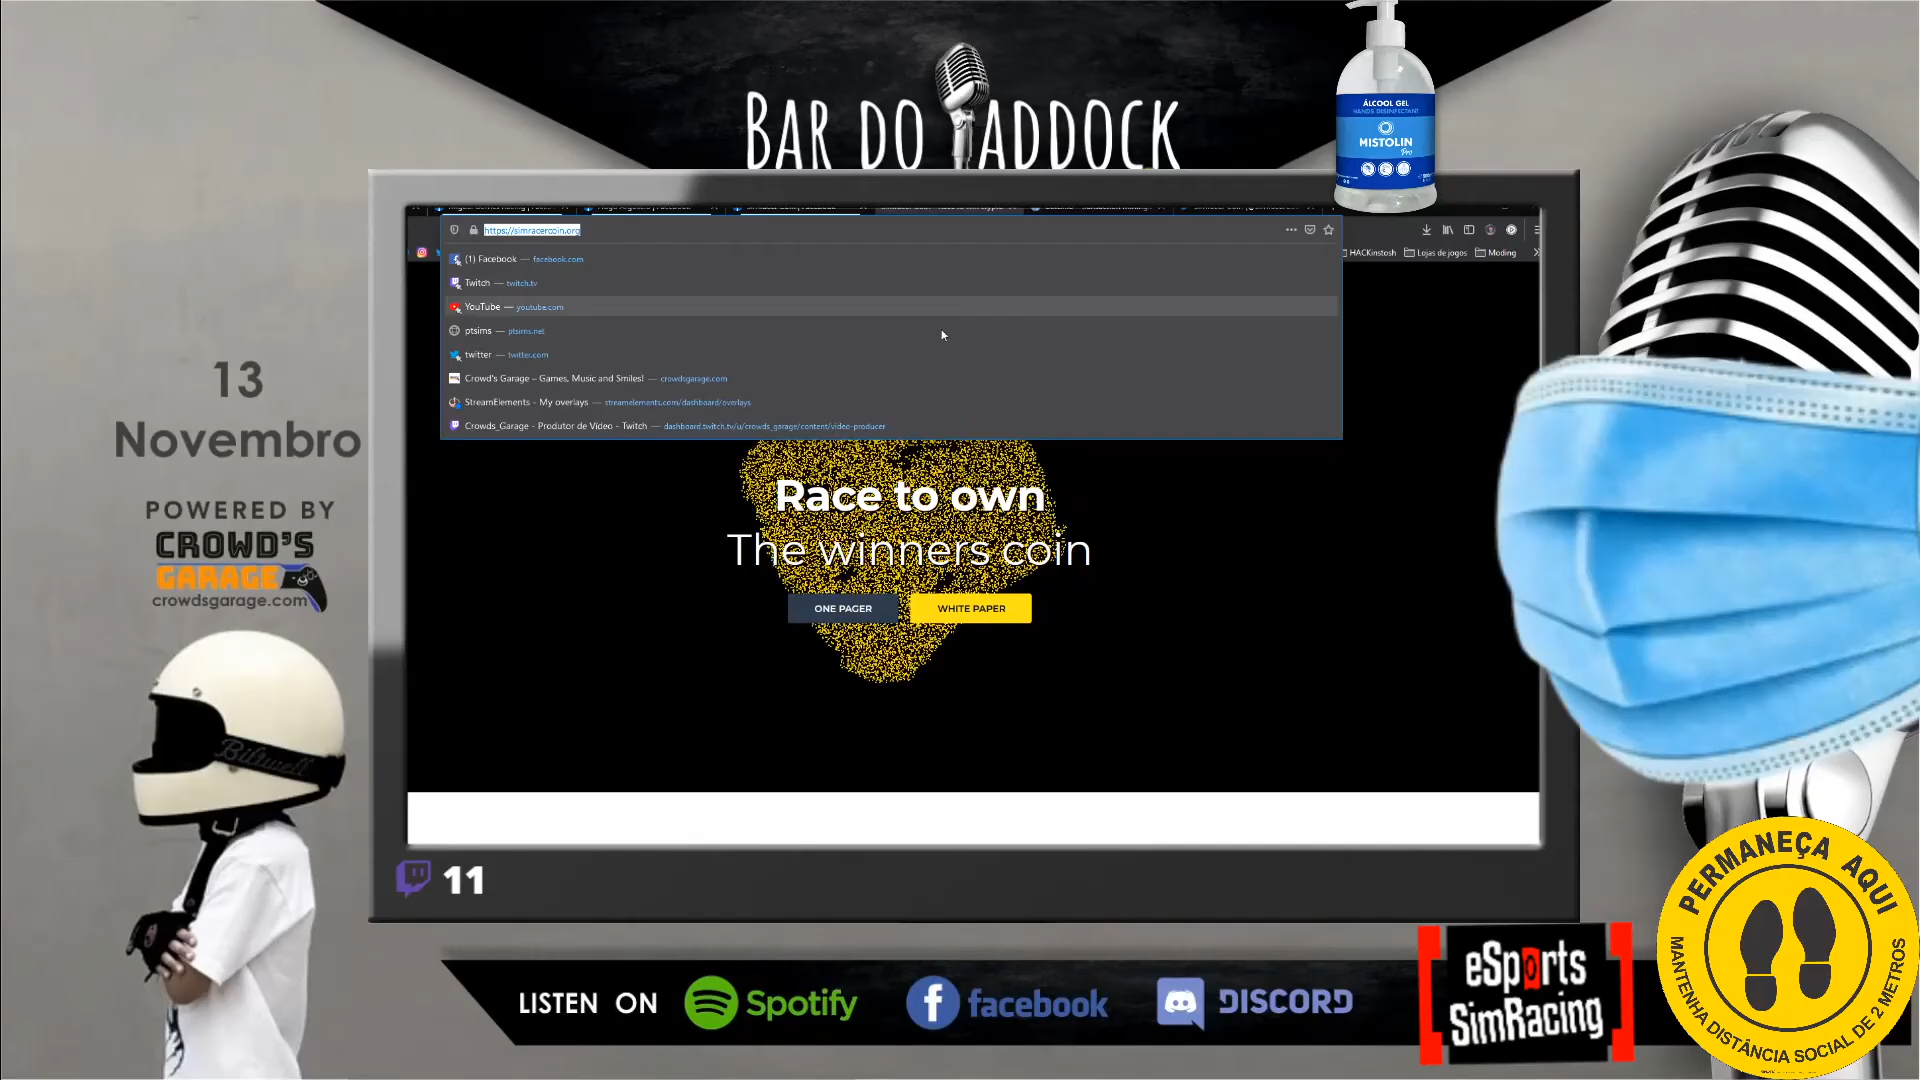 BAR DO PADDOCK
ÁLCOOL GEL
HANDS DISINFECTANT
MISTOLIN
Pro
https://simracercoin.org
HACKinstosh
Lojas de jogos
Moding
(1) Facebook — facebook.com
Twitch — twitch.tv
YouTube — youtube.com
ptsims — ptsims.net
twitter — twitter.com
Crowd's Garage – Games, Music and Smiles! — crowdsgarage.com
StreamElements - My overlays — streamelements.com/dashboard/overlays
Crowds_Garage - Produtor de Vídeo - Twitch — dashboard.twitch.tv/u/crowds_garage/content/video-producer
13
Novembro
POWERED BY
CROWD'S
GARAGE
crowdsgarage.com
Race to own
The winners coin
ONE PAGER
WHITE PAPER
Biltwell
11
LISTEN ON
Spotify
facebook
DISCORD
eSports
SimRacing
PERMANEÇA AQUI
MANTENHA DISTÂNCIA SOCIAL DE 2 METROS